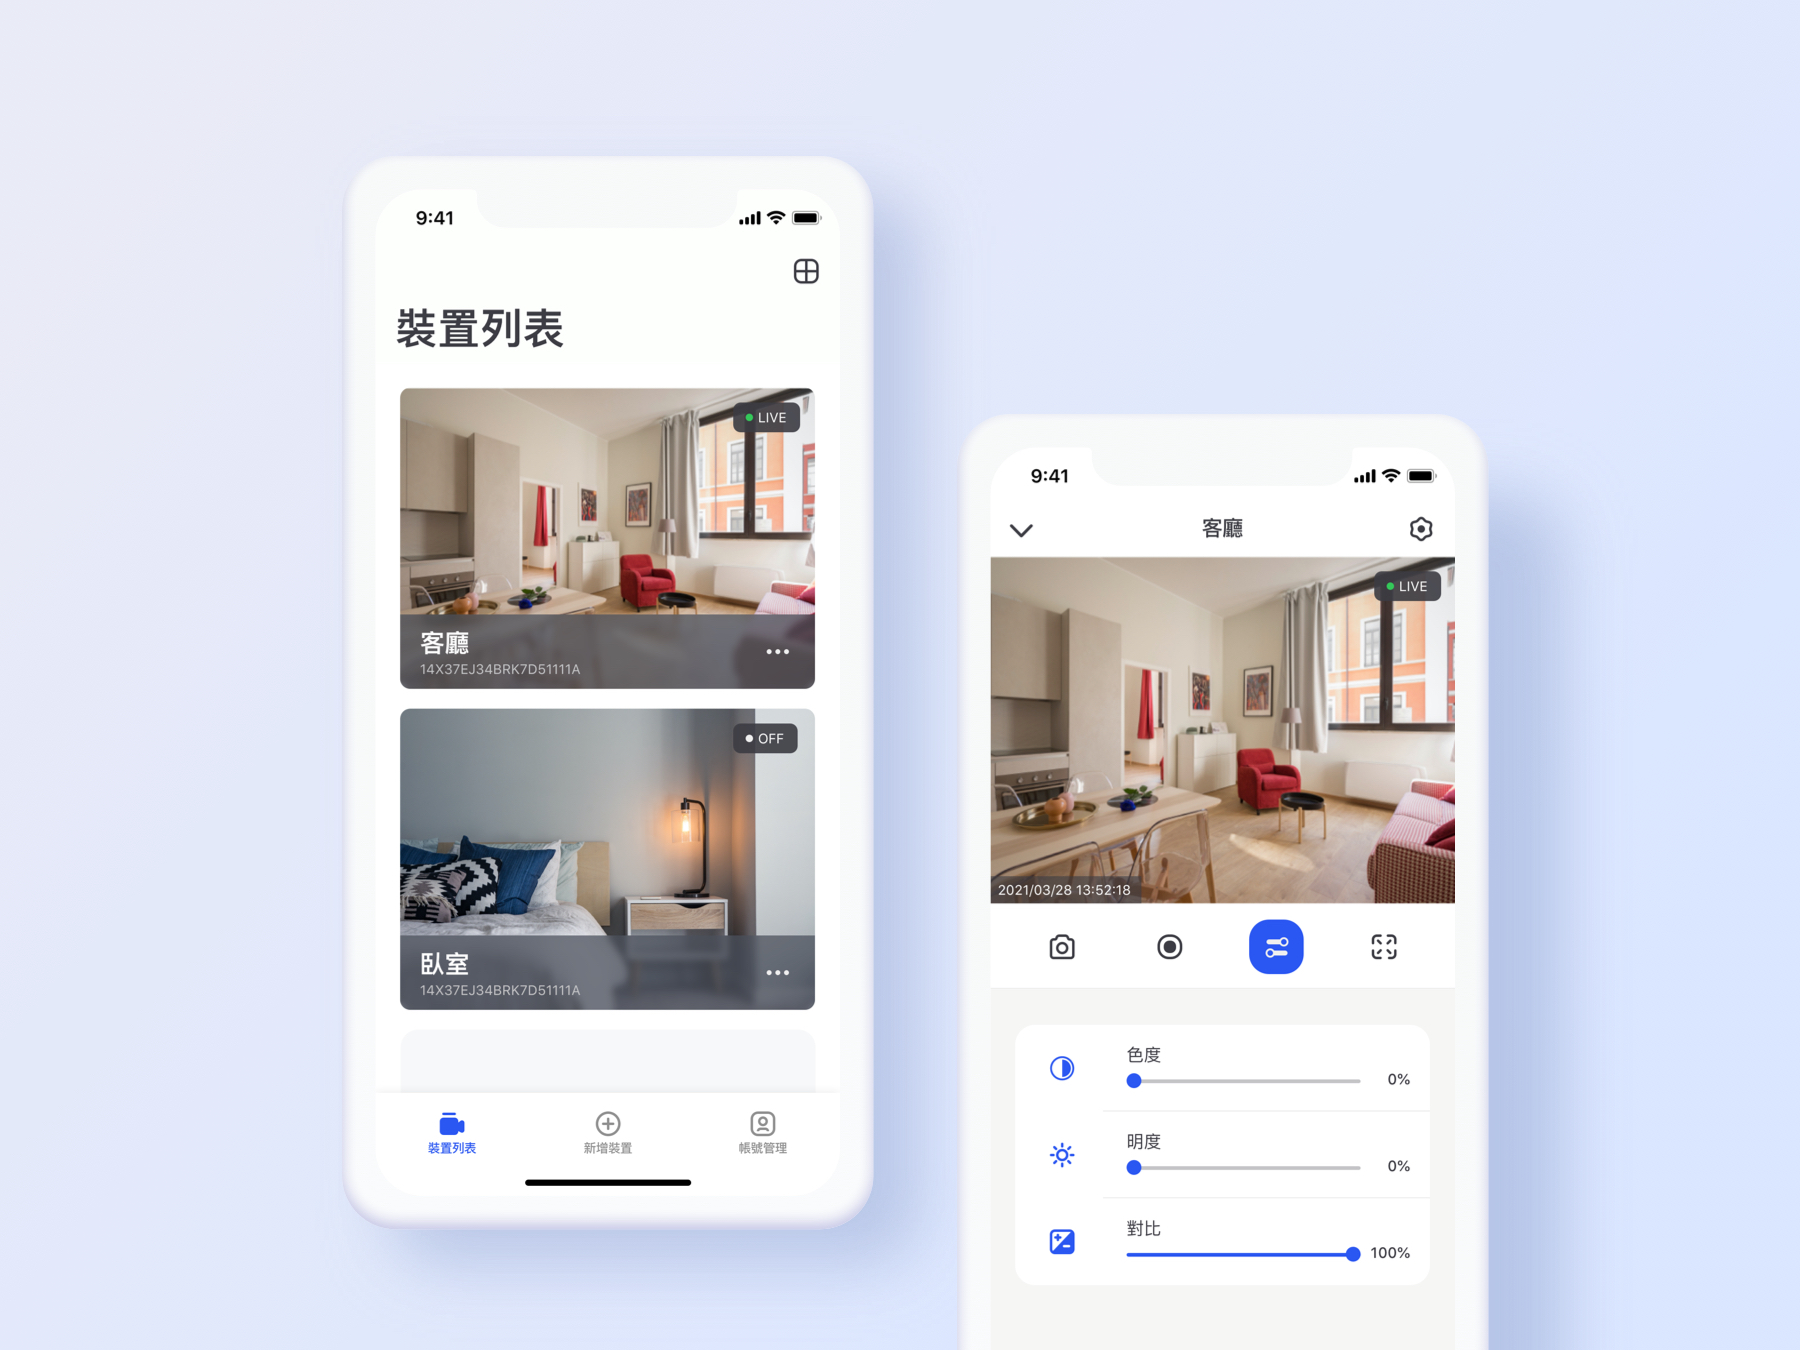 9:41
裝置列表
LIVE
客廳
14X37EJ34BRK7D51111A
OFF
臥室
14X37EJ34BRK7D51111A
裝置列表
新增裝置
帳號管理
9:41
客廳
LIVE
2021/03/28 13:52:18
色度
0%
明度
0%
對比
100%